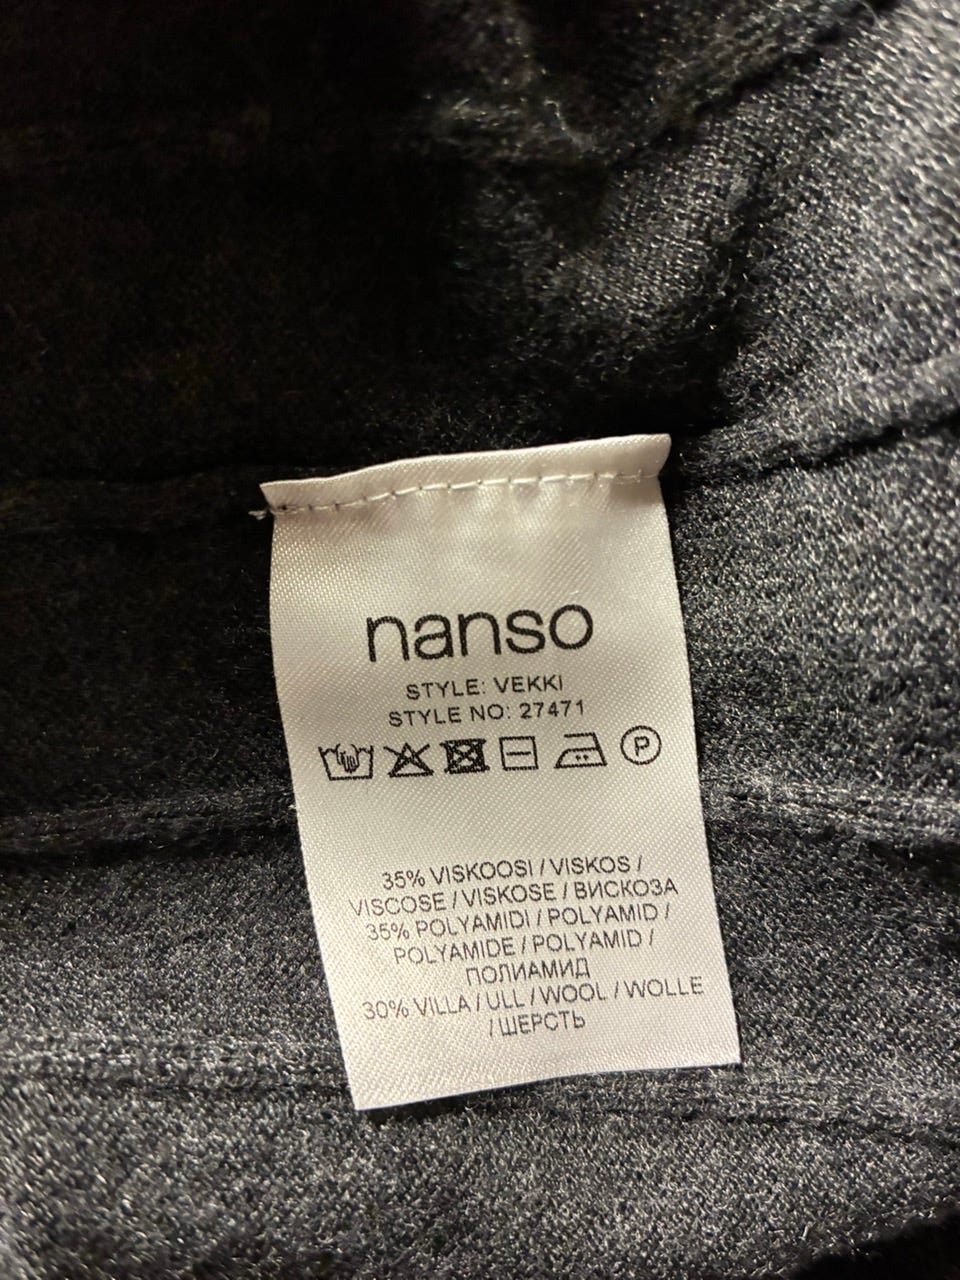 nanso
STYLE: VEKKI
STYLE NO: 27471
P
35% VISKOOSI / VISKOS /
VISCOSE / VISKOSE / ВИСКОЗА
35% POLYAMIDI / POLYAMID /
POLYAMIDE / POLYAMID /
ПОЛИАМИД
30% VILLA / ULL / WOOL / WOLLE
/ ШЕРСТЬ